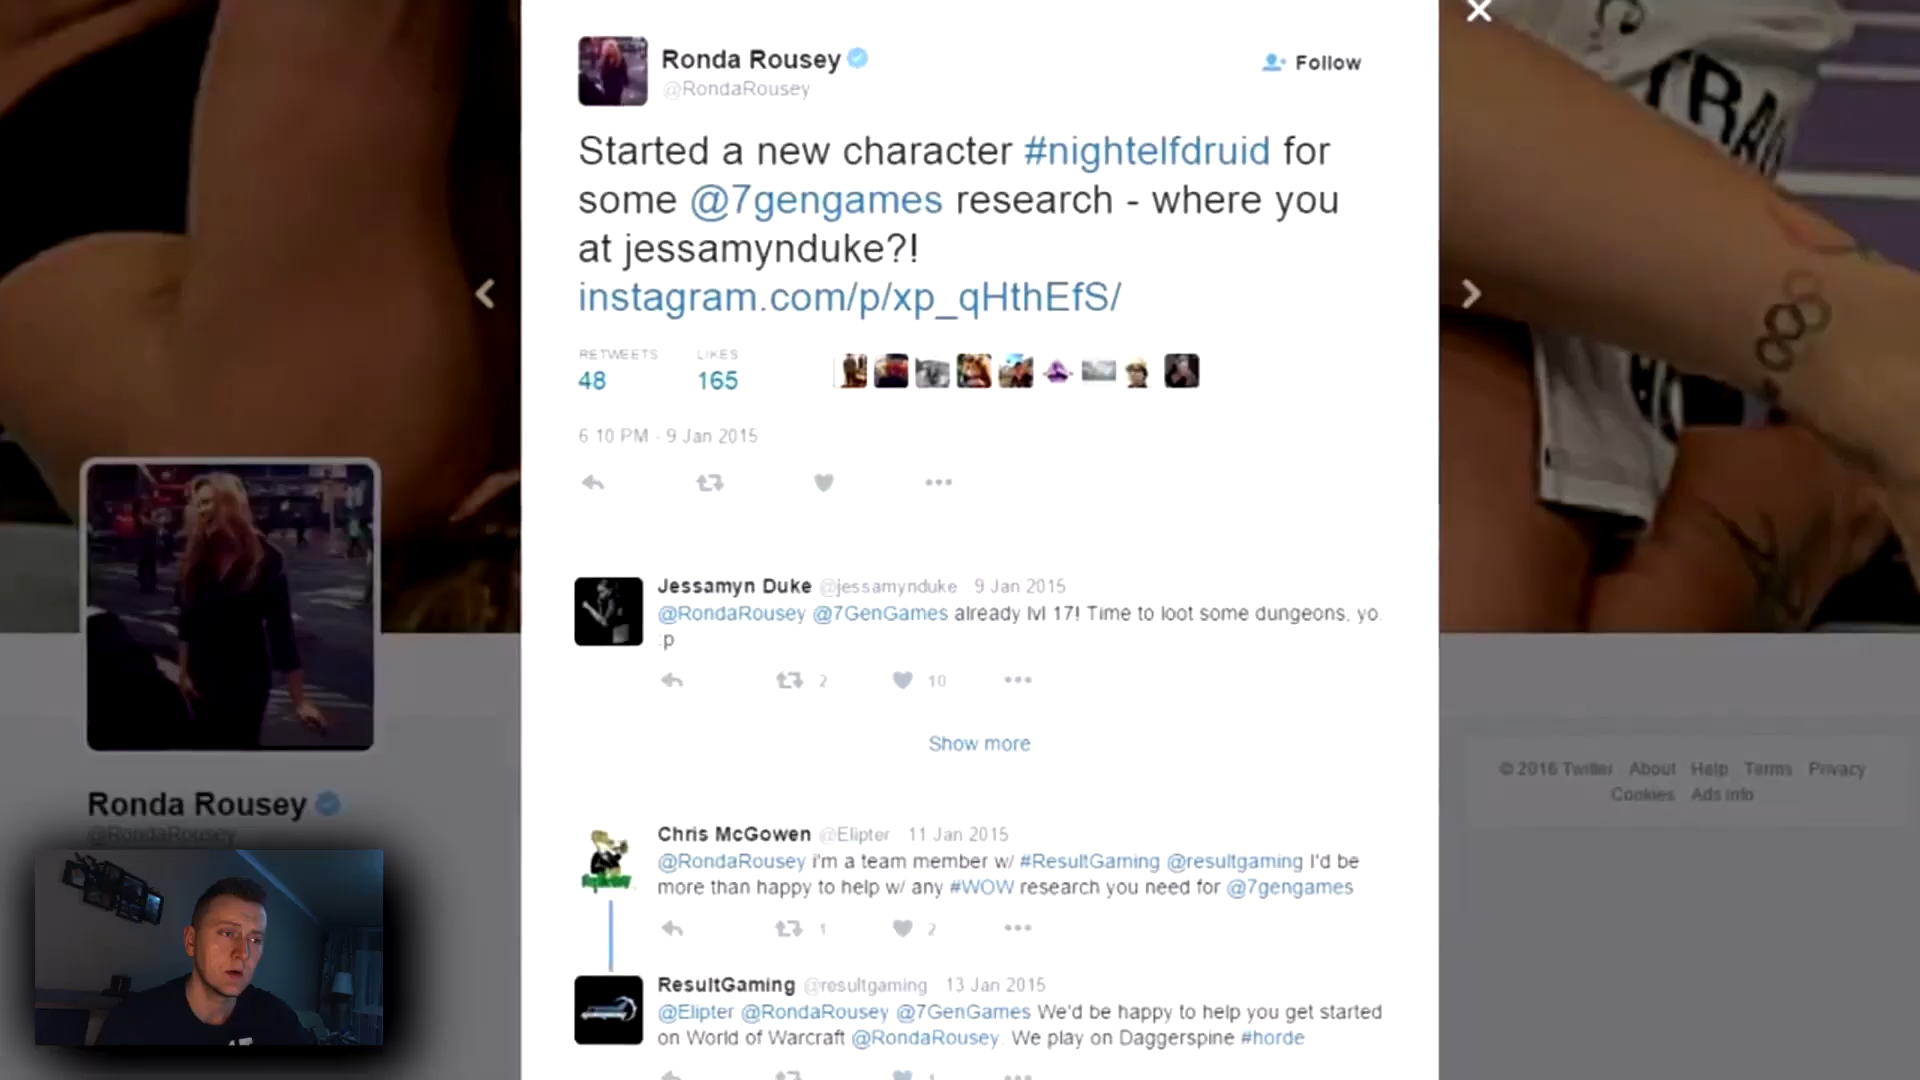 Ronda Rousey
@RondaRousey
Follow
Started a new character #nightelfdruid for
some @7gengames research - where you
at jessamynduke?!
instagram.com/p/xp_qHthEfS/
RETWEETS
48
LIKES
165
6 10 PM - 9 Jan 2015
Jessamyn Duke @jessamynduke 9 Jan 2015
@RondaRousey @7GenGames already lvl 17! Time to loot some dungeons, yo.
:p
2
10
Show more
Chris McGowen @Elipter 11 Jan 2015
@RondaRousey i'm a team member w/ #ResultGaming @resultgaming I'd be
more than happy to help w/ any #WOW research you need for @7gengames
1
2
ResultGaming @resultgaming 13 Jan 2015
@Elipter @RondaRousey @7GenGames We'd be happy to help you get started
on World of Warcraft @RondaRousey. We play on Daggerspine #horde
1
Ronda Rousey
@RondaRousey
© 2016 Twitter About Help Terms Privacy
Cookies Ads info